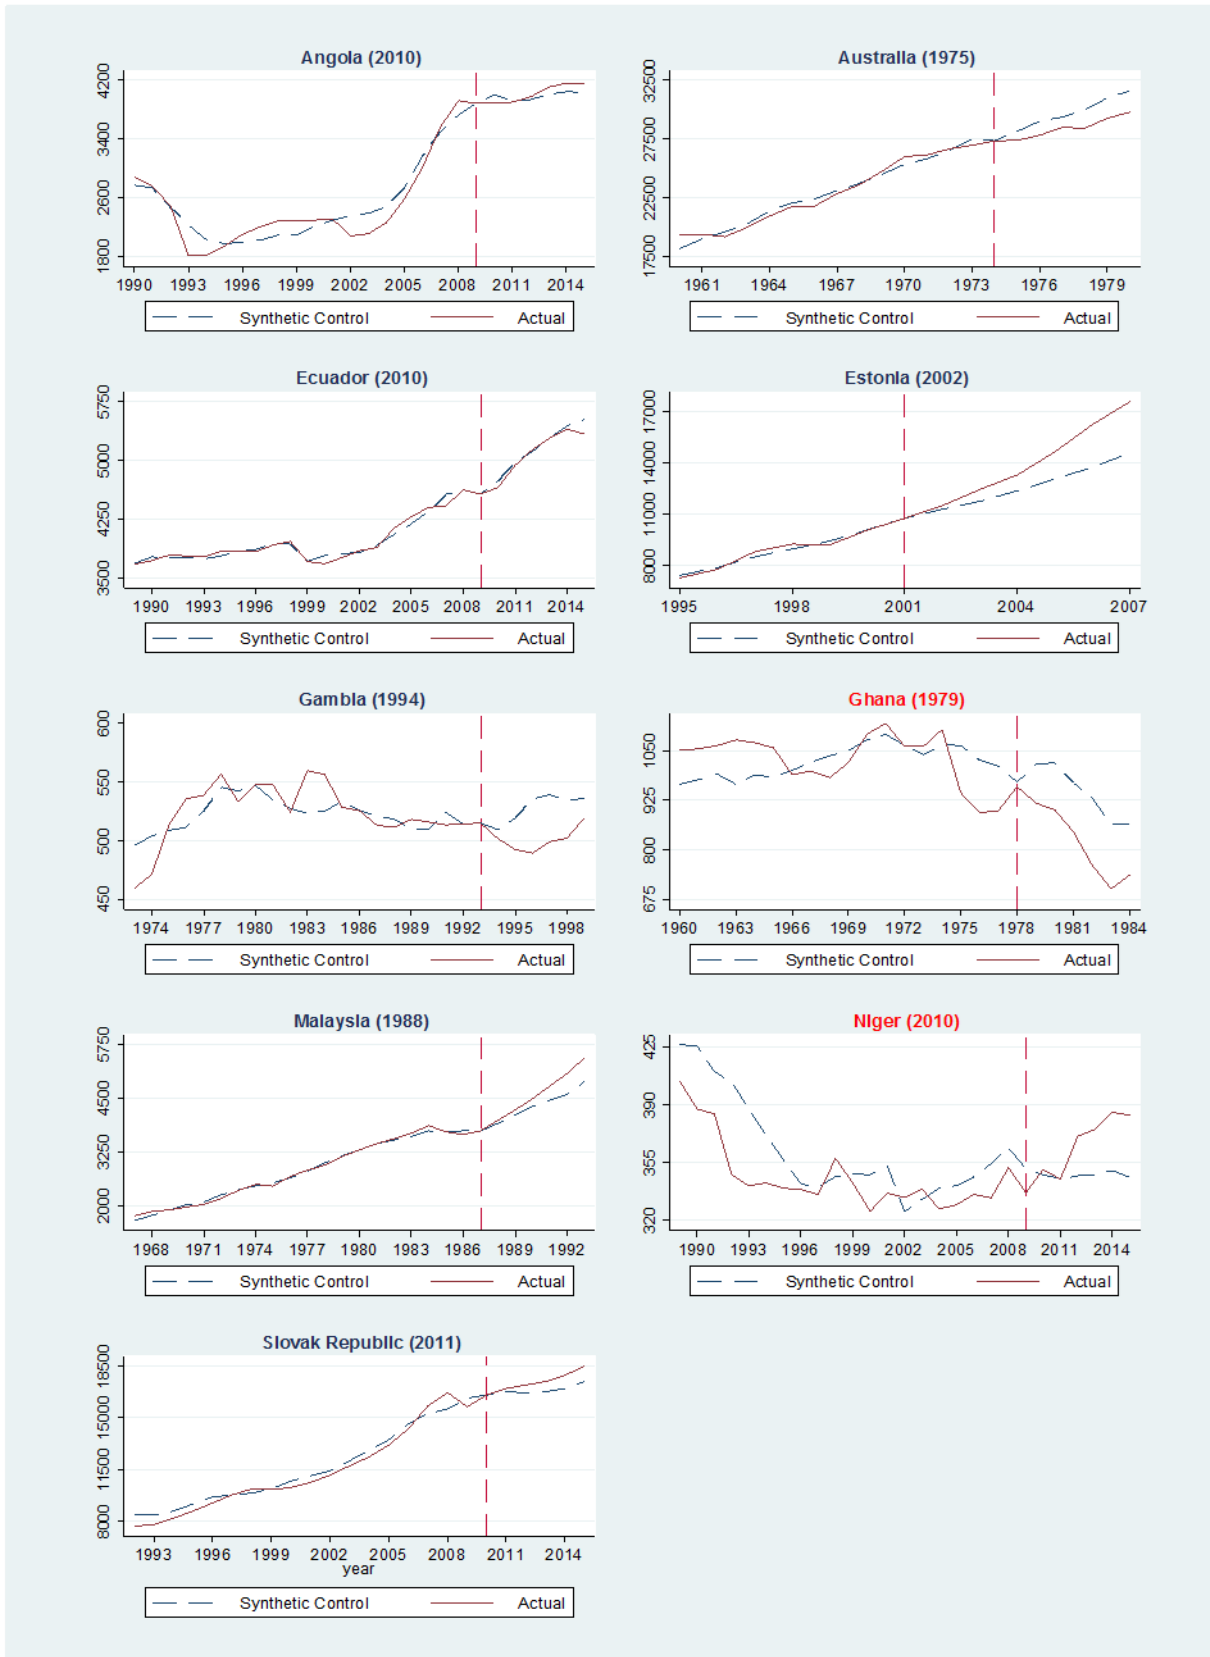 Angola (2010)
4200
3400
2600
1800
1990 1993 1996 1999 2002 2005 2008 2011 2014
Synthetic Control Actual
Australia (1975)
32500
27500
22500
17500
1961 1964 1967 1970 1973 1976 1979
Synthetic Control Actual
Ecuador (2010)
5750
5000
4250
3500
1990 1993 1996 1999 2002 2005 2008 2011 2014
Synthetic Control Actual
Estonia (2002)
17000
14000
11000
8000
1995 1998 2001 2004 2007
Synthetic Control Actual
Gambia (1994)
600
550
500
450
1974 1977 1980 1983 1986 1989 1992 1995 1998
Synthetic Control Actual
Ghana (1979)
1050
925
800
675
1960 1963 1966 1969 1972 1975 1978 1981 1984
Synthetic Control Actual
Malaysia (1988)
5750
4500
3250
2000
1968 1971 1974 1977 1980 1983 1986 1989 1992
Synthetic Control Actual
Niger (2010)
425
390
355
320
1990 1993 1996 1999 2002 2005 2008 2011 2014
Synthetic Control Actual
Slovak Republic (2011)
18500
15000
11500
8000
1993 1996 1999 2002 2005 2008 2011 2014
year
Synthetic Control Actual